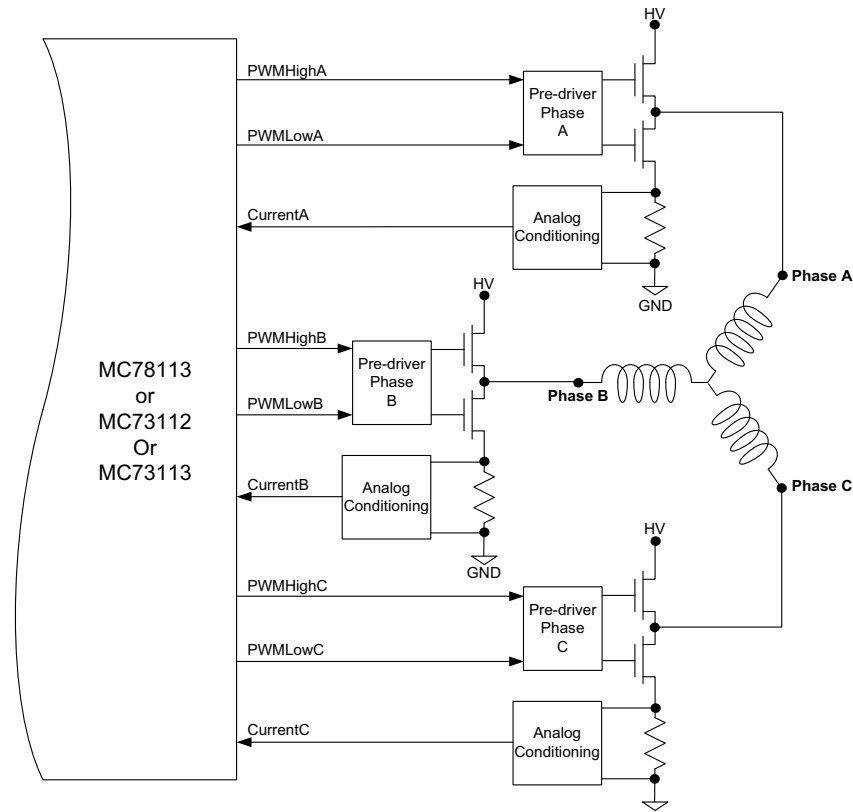 HV
PWMHighA
Pre-driver
Phase
A
PWMLowA
CurrentA
Analog
Conditioning
GND
Phase A
HV
PWMHighB
Pre-driver
Phase
B
PWMLowB
Phase B
MC78113
or
MC73112
Or
MC73113
CurrentB
Analog
Conditioning
GND
Phase C
HV
PWMHighC
Pre-driver
Phase
C
PWMLowC
CurrentC
Analog
Conditioning